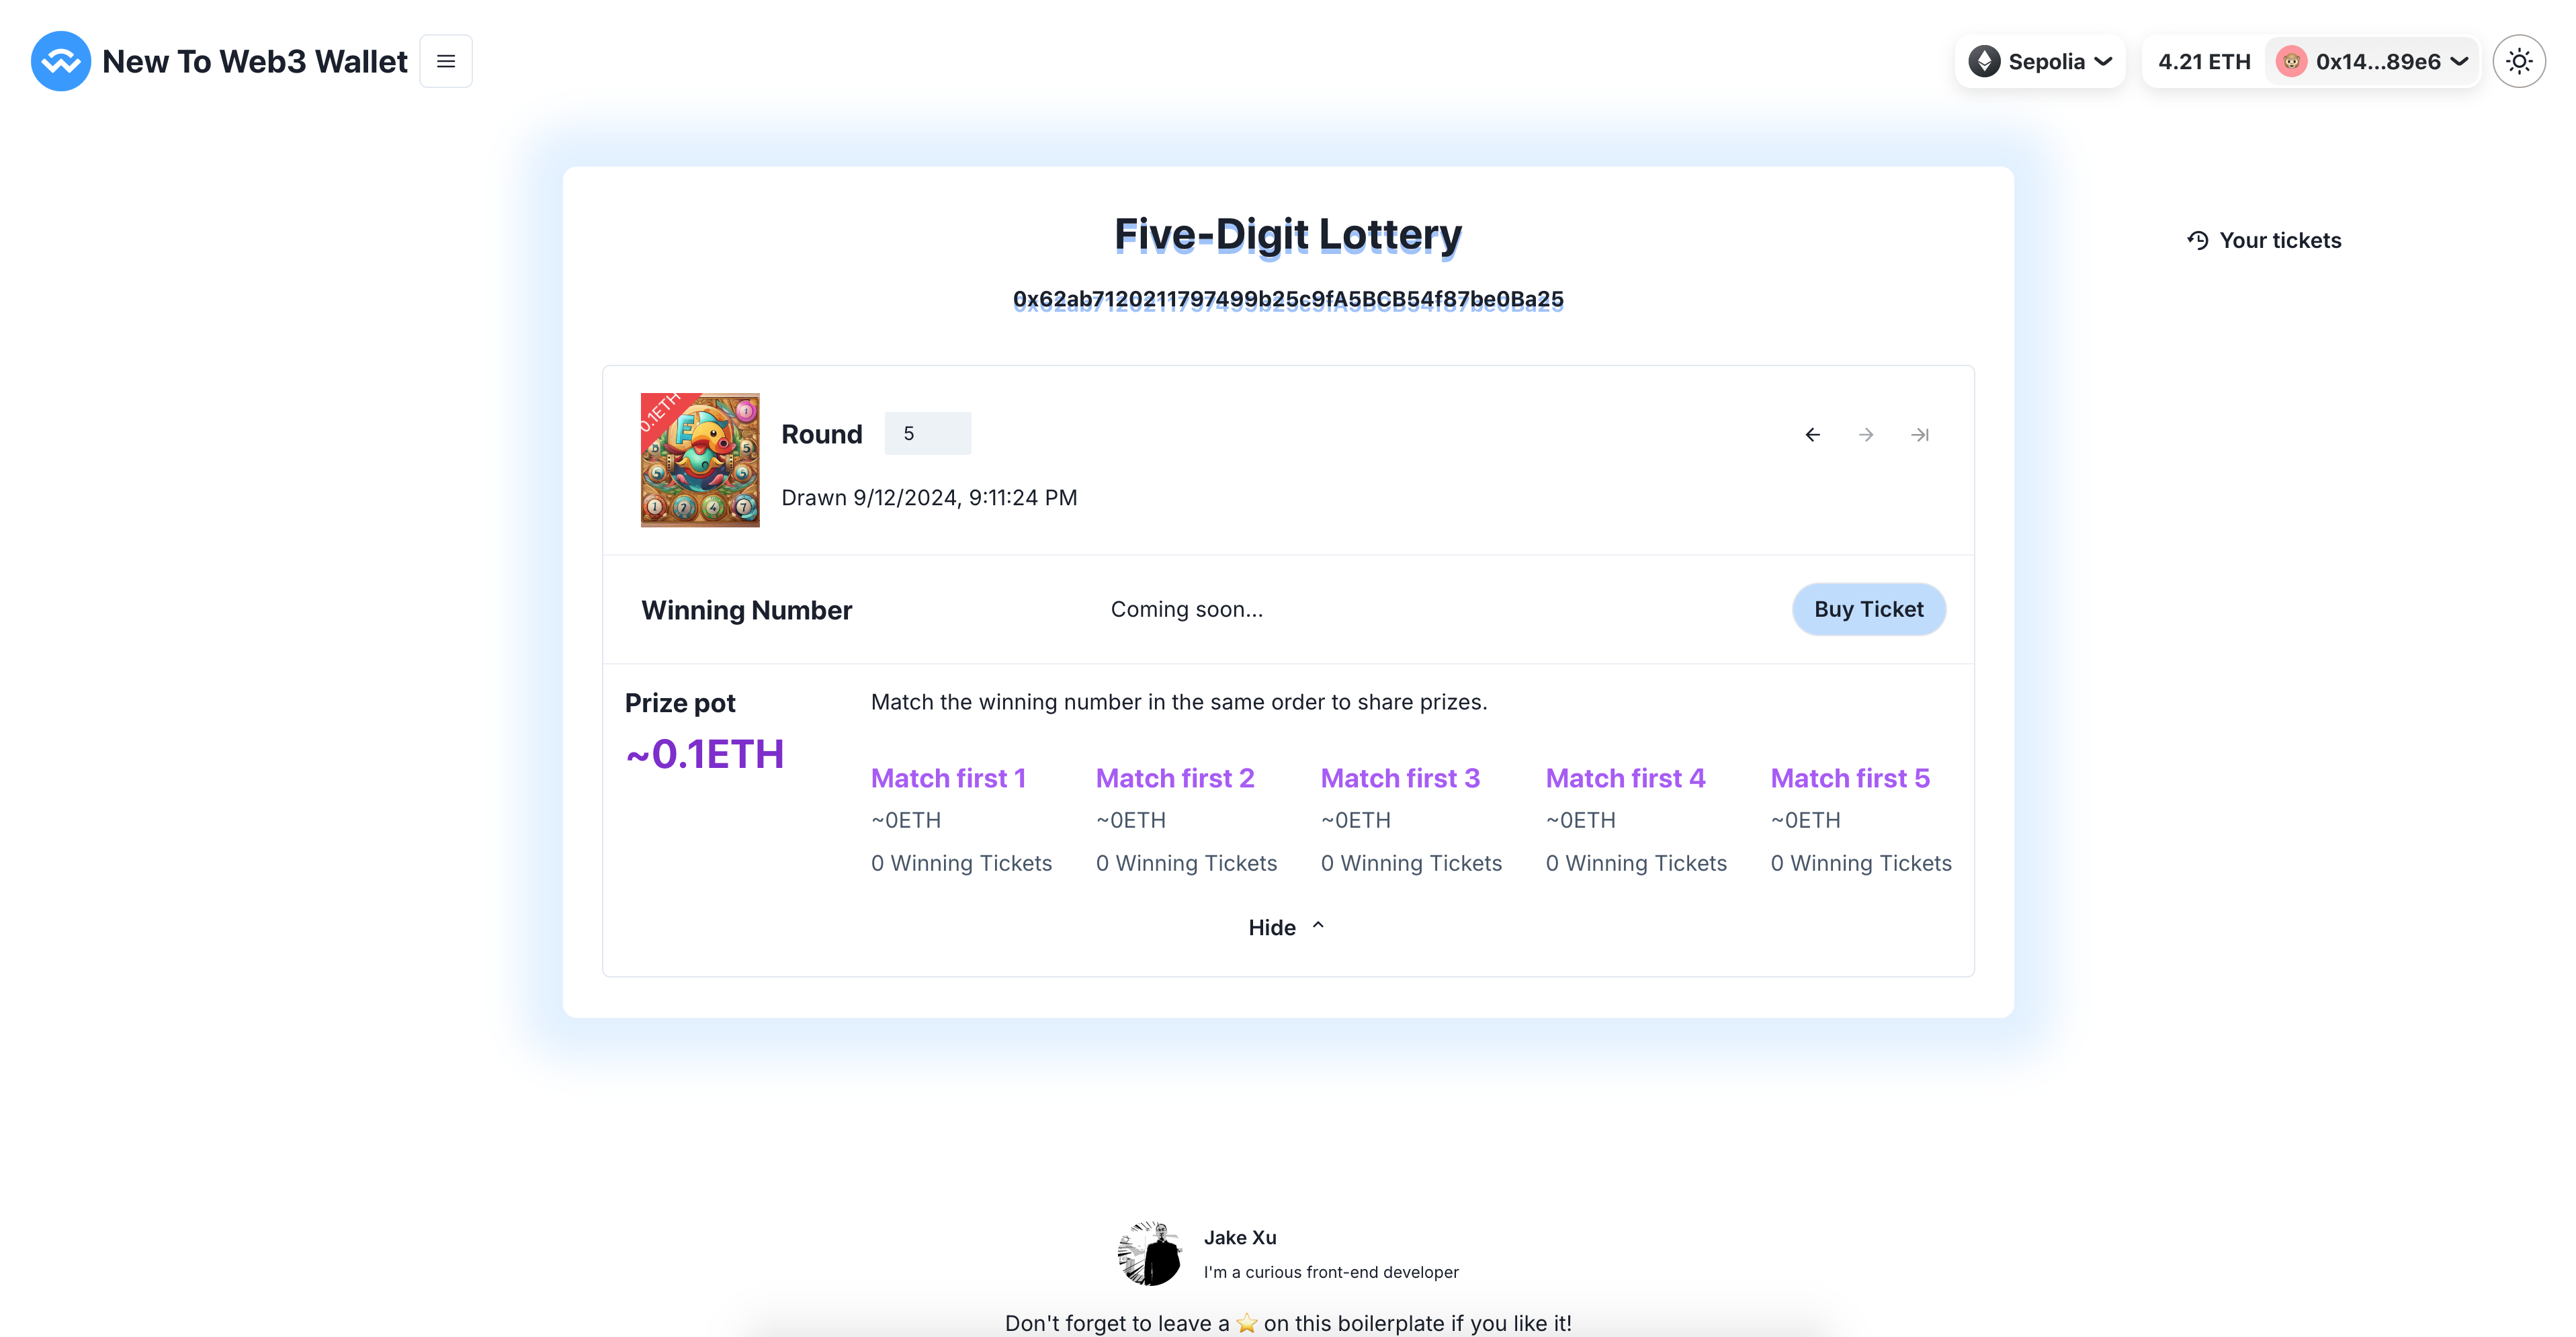 New To Web3 Wallet
Sepolia
4.21 ETH
0x14...89e6
Five-Digit Lottery
Your tickets
0x62ab7120211797499b25c9fA5BCB54f87be0Ba25
0.1ETH
Round
5
Drawn 9/12/2024, 9:11:24 PM
Winning Number
Coming soon...
Buy Ticket
Prize pot
Match the winning number in the same order to share prizes.
~0.1ETH
Match first 1
Match first 2
Match first 3
Match first 4
Match first 5
~0ETH
~0ETH
~0ETH
~0ETH
~0ETH
0 Winning Tickets
0 Winning Tickets
0 Winning Tickets
0 Winning Tickets
0 Winning Tickets
Hide
Jake Xu
I'm a curious front-end developer
Don't forget to leave a ⭐ on this boilerplate if you like it!